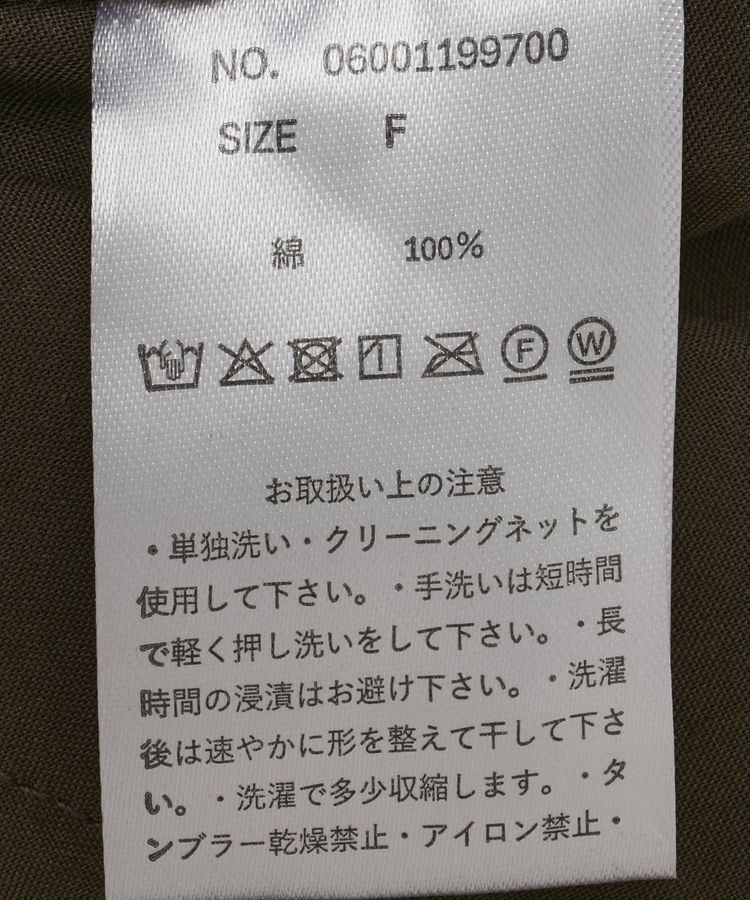 NO. 06001199700
SIZE F
綿 100%
F W
お取扱い上の注意
・単独洗い・クリーニングネットを
使用して下さい。・手洗いは短時間
で軽く押し洗いをして下さい。・長
時間の浸漬はお避け下さい。・洗濯
後は速やかに形を整えて干して下さ
い。・洗濯で多少収縮します。・タ
ンブラー乾燥禁止・アイロン禁止・